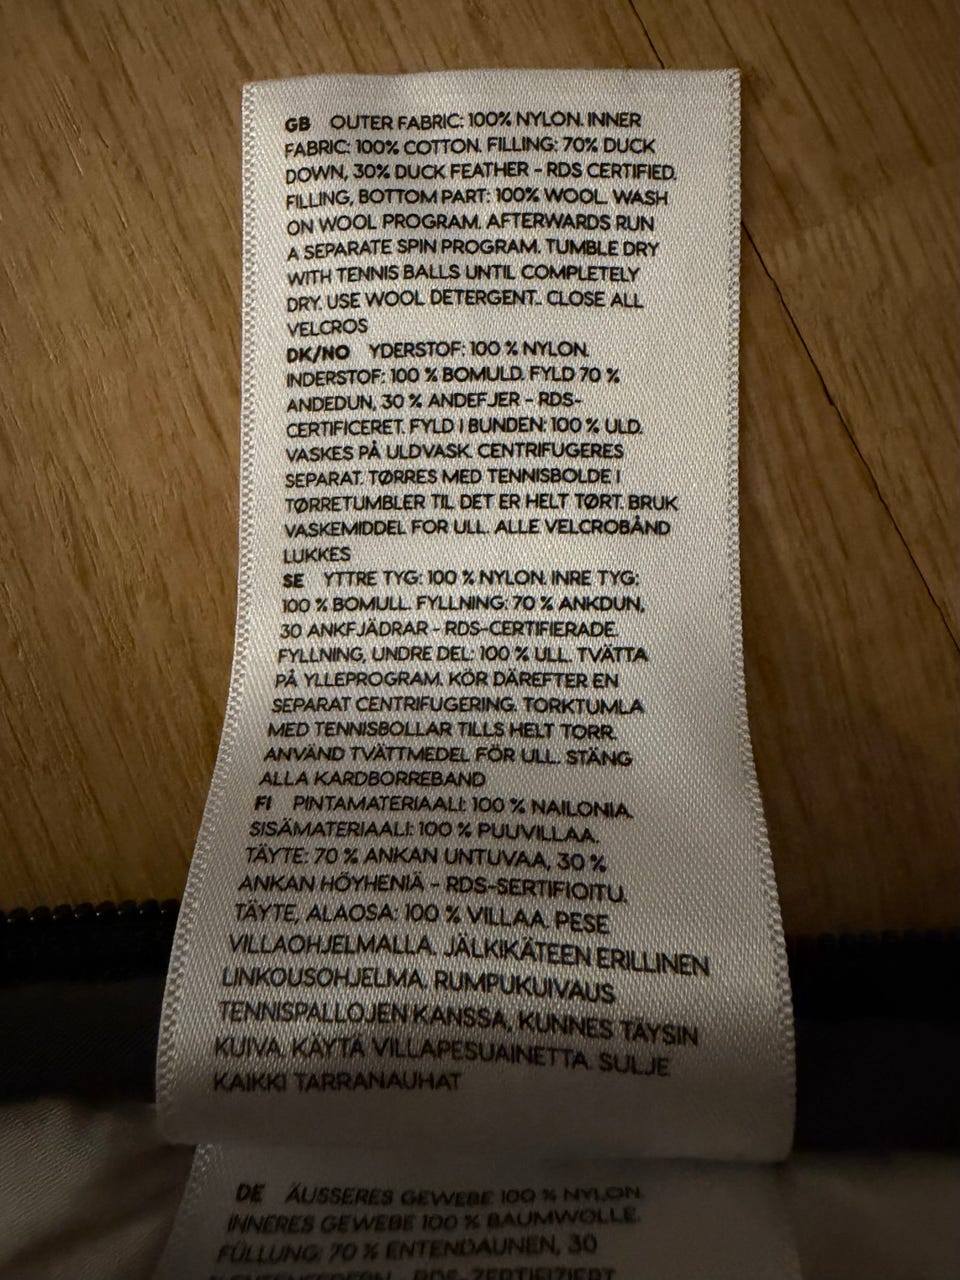 GB OUTER FABRIC: 100% NYLON. INNER
FABRIC: 100% COTTON. FILLING: 70% DUCK
DOWN, 30% DUCK FEATHER - RDS CERTIFIED.
FILLING, BOTTOM PART: 100% WOOL. WASH
ON WOOL PROGRAM. AFTERWARDS RUN
A SEPARATE SPIN PROGRAM. TUMBLE DRY
WITH TENNIS BALLS UNTIL COMPLETELY
DRY. USE WOOL DETERGENT.. CLOSE ALL
VELCROS
DK/NO YDERSTOF: 100 % NYLON.
INDERSTOF: 100 % BOMULD. FYLD 70 %
ANDEDUN, 30 % ANDEFJER - RDS-
CERTIFICERET. FYLD I BUNDEN: 100 % ULD.
VASKES PÅ ULDVASK. CENTRIFUGERES
SEPARAT. TØRRES MED TENNISBOLDE I
TØRRETUMBLER TIL DET ER HELT TØRT. BRUK
VASKEMIDDEL FOR ULL. ALLE VELCROBÅND
LUKKES
SE YTTRE TYG: 100 % NYLON. INRE TYG:
100 % BOMULL. FYLLNING: 70 % ANKDUN,
30 ANKFJÄDRAR - RDS-CERTIFIERADE.
FYLLNING, UNDRE DEL: 100 % ULL. TVÄTTA
PÅ YLLEPROGRAM. KÖR DÄREFTER EN
SEPARAT CENTRIFUGERING. TORKTUMLA
MED TENNISBOLLAR TILLS HELT TORR.
ANVÄND TVÄTTMEDEL FÖR ULL. STÄNG
ALLA KARDBORREBAND
FI PINTAMATERIAALI: 100 % NAILONIA.
SISÄMATERIAALI: 100 % PUUVILLAA.
TÄYTE: 70 % ANKAN UNTUVAA, 30 %
ANKAN HÖYHENIÄ - RDS-SERTIFIOITU.
TÄYTE, ALAOSA: 100 % VILLAA. PESE
VILLAOHJELMALLA. JÄLKIKÄTEEN ERILLINEN
LINKOUSOHJELMA. RUMPUKUIVAUS
TENNISPALLOJEN KANSSA, KUNNES TÄYSIN
KUIVA. KÄYTÄ VILLAPESUAINETTA. SULJE
KAIKKI TARRANAUHAT
DE ÄUSSERES GEWEBE 100 % NYLON.
INNERES GEWEBE 100 % BAUMWOLLE.
FÜLLUNG: 70 % ENTENDAUNEN, 30
% ENTENFEDERN - RDS-ZERTIFIZIERT